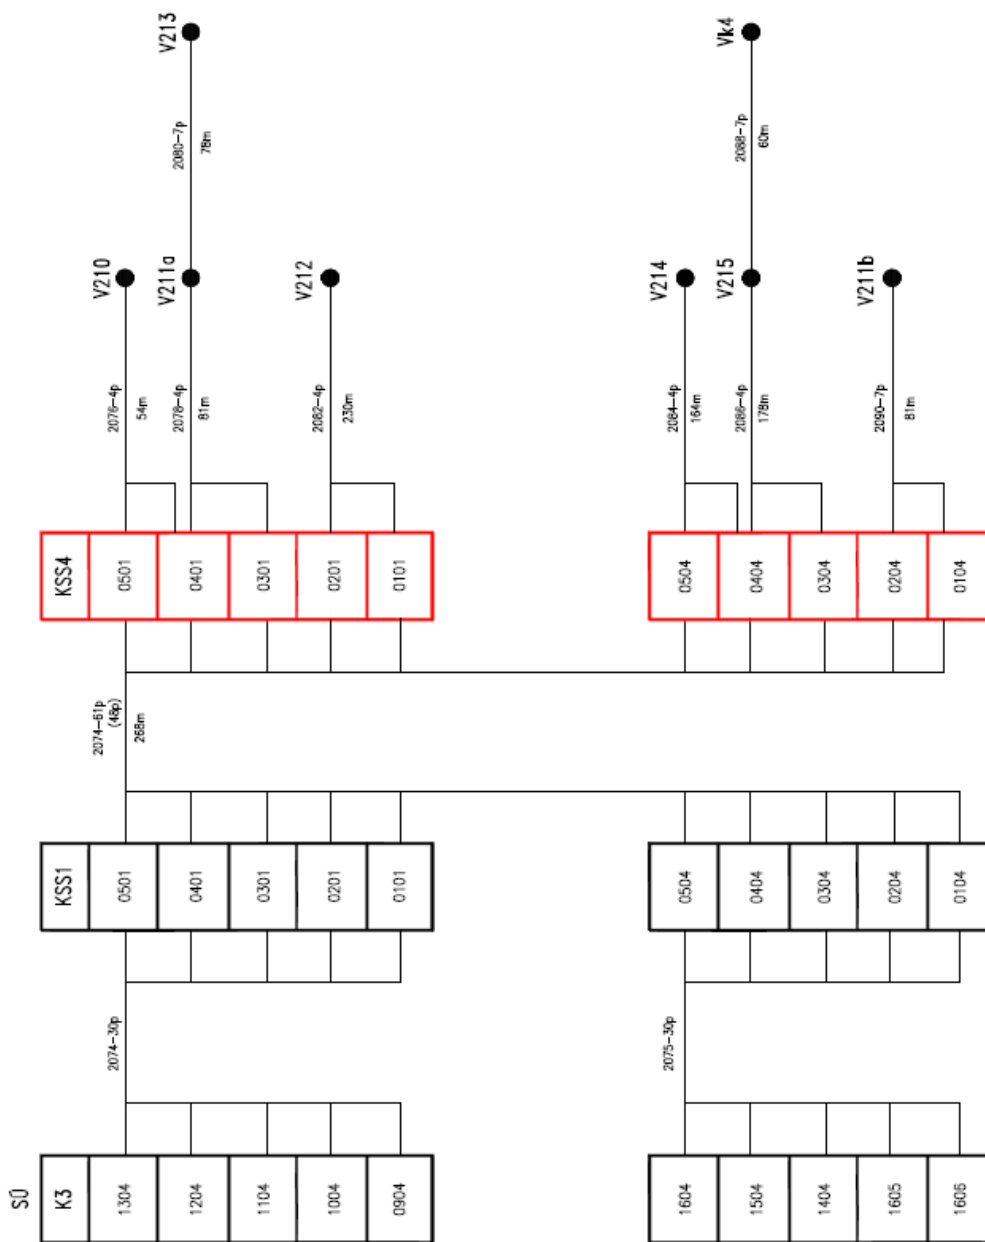 V213
Vk4
2080-7p
78m
2088-7p
60m
V210
V211a
V212
V214
V215
V211b
2076-4p
54m
2078-4p
81m
2082-4p
230m
2084-4p
164m
2086-4p
178m
2090-7p
81m
KSS4
0501
0401
0301
0201
0101
0504
0404
0304
0204
0104
2074-61p
(48p)
268m
KSS1
0501
0401
0301
0201
0101
0504
0404
0304
0204
0104
2074-30p
2075-30p
SÜ
K3
1304
1204
1104
1004
0904
1604
1504
1404
1605
1606